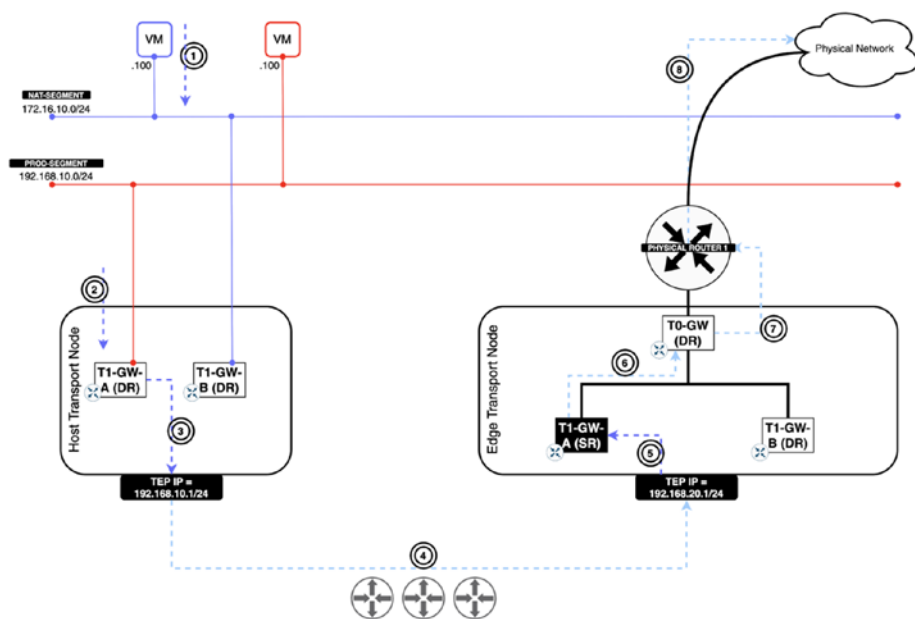 VM
.100
①
VM
.100
⑧
Physical Network
NAT-SEGMENT
172.16.10.0/24
PROD-SEGMENT
192.168.10.0/24
PHYSICAL ROUTER 1
②
Host Transport Node
T1-GW-
A (DR)
T1-GW-
B (DR)
③
TEP IP =
192.168.10.1/24
④
Edge Transport Node
T0-GW
(DR)
⑦
⑥
T1-GW-
A (SR)
⑤
T1-GW-
B (DR)
TEP IP =
192.168.20.1/24